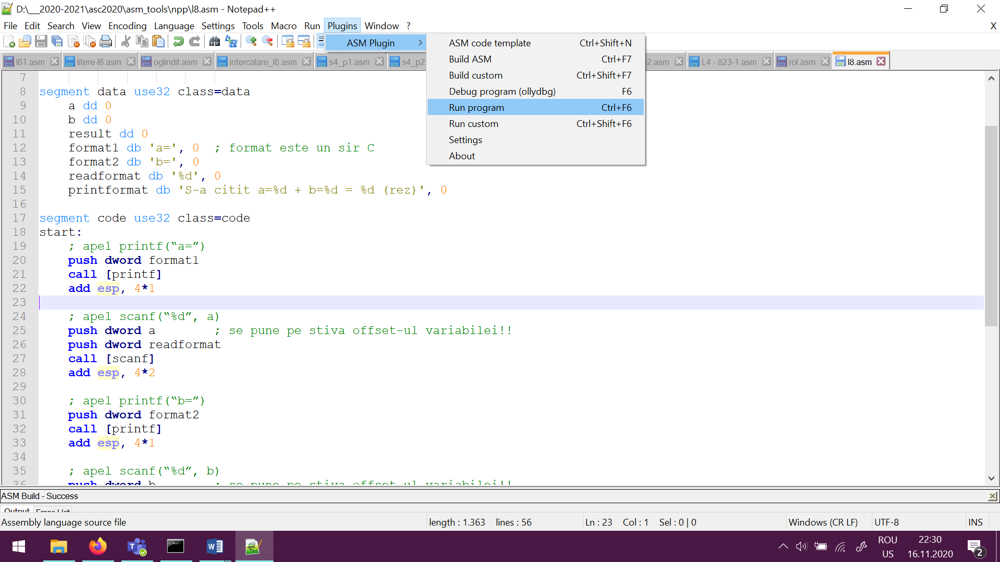 D:\__2020-2021\asc2020\asm_tools\npp\l8.asm - Notepad++
File Edit Search View Encoding Language Settings Tools Macro Run Plugins Window ? X
ASM Plugin
ASM code template Ctrl+Shift+N
Build ASM Ctrl+F7
Build custom Ctrl+Shift+F7
Debug program (ollydbg) F6
Run program Ctrl+F6
Run custom Ctrl+Shift+F6
Settings
About
l61.asm litere-l6.asm oglindit.asm intercalare_l6.asm s4_p1.asm s4_p2. -2.asm L4 - 823-1.asm rol.asm l8.asm
7
8 segment data use32 class=data
9 a dd 0
10 b dd 0
11 result dd 0
12 format1 db 'a=', 0 ; format este un sir C
13 format2 db 'b=', 0
14 readformat db '%d', 0
15 printformat db 'S-a citit a=%d + b=%d = %d (rez)', 0
16
17 segment code use32 class=code
18 start:
19 ; apel printf(“a=”)
20 push dword format1
21 call [printf]
22 add esp, 4*1
23
24 ; apel scanf(“%d”, a)
25 push dword a ; se pune pe stiva offset-ul variabilei!!
26 push dword readformat
27 call [scanf]
28 add esp, 4*2
29
30 ; apel printf(“b=”)
31 push dword format2
32 call [printf]
33 add esp, 4*1
34
35 ; apel scanf(“%d”, b)
36 push dword b ; se pune pe stiva offset-ul variabilei!!
ASM Build - Success
Output Error List
Assembly language source file length : 1.363 lines : 56 Ln : 23 Col : 1 Sel : 0 | 0 Windows (CR LF) UTF-8 INS
ROU 22:30
US 16.11.2020 2